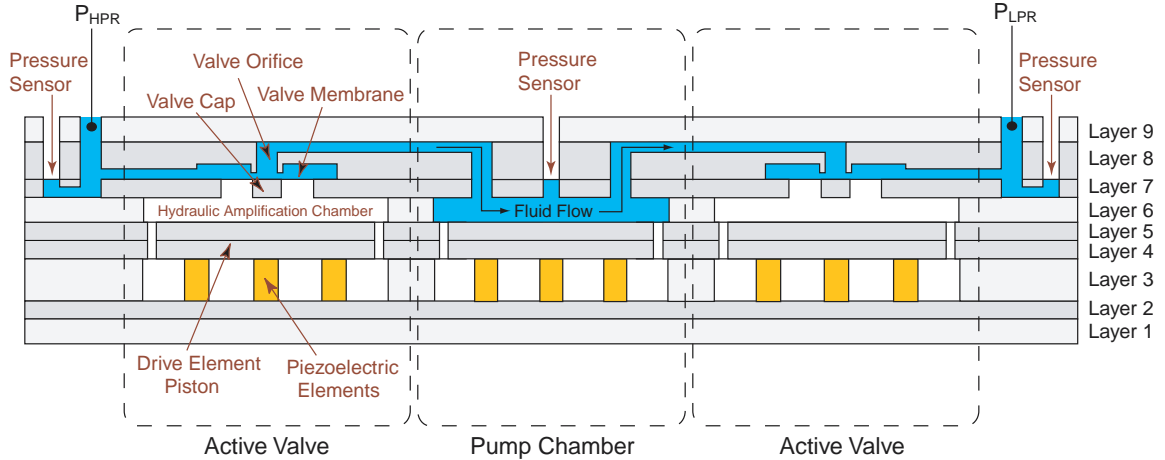 PHPR
PLPR
Pressure
Sensor
Valve Orifice
Valve Cap
Valve Membrane
Pressure
Sensor
Pressure
Sensor
Layer 9
Layer 8
Layer 7
Hydraulic Amplification Chamber
Fluid Flow
Layer 6
Layer 5
Layer 4
Layer 3
Layer 2
Layer 1
Drive Element
Piston
Piezoelectric
Elements
Active Valve
Pump Chamber
Active Valve